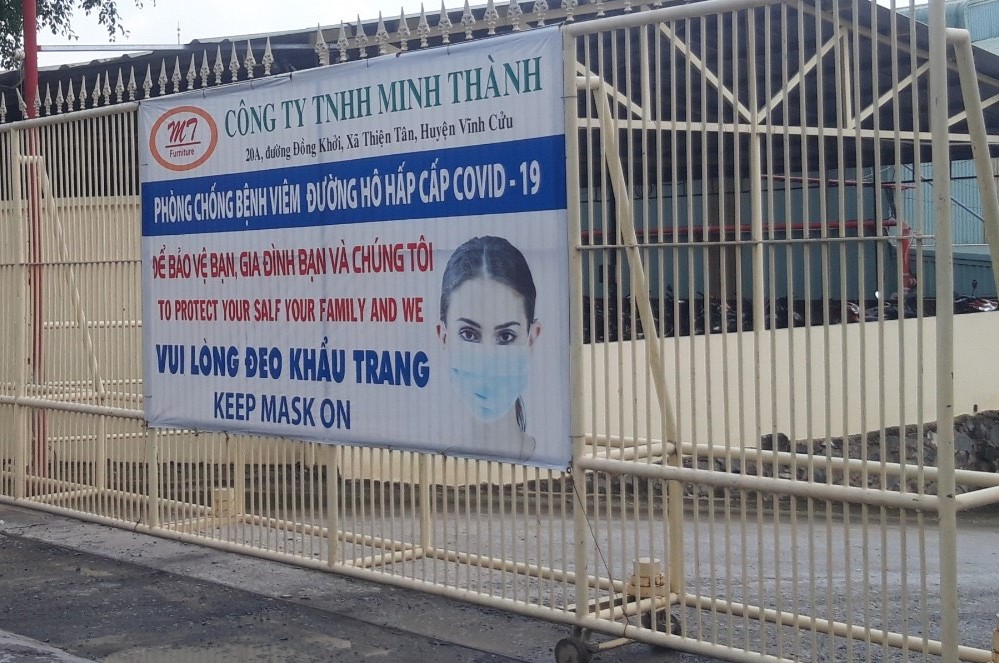 MT
Furniture
CÔNG TY TNHH MINH THÀNH
20A, đường Đồng Khởi, Xã Thiện Tân, Huyện Vĩnh Cửu
PHÒNG CHỐNG BỆNH VIÊM ĐƯỜNG HÔ HẤP CẤP COVID - 19
ĐỂ BẢO VỆ BẠN, GIA ĐÌNH BẠN VÀ CHÚNG TÔI
TO PROTECT YOUR SALF YOUR FAMILY AND WE
VUI LÒNG ĐEO KHẨU TRANG
KEEP MASK ON